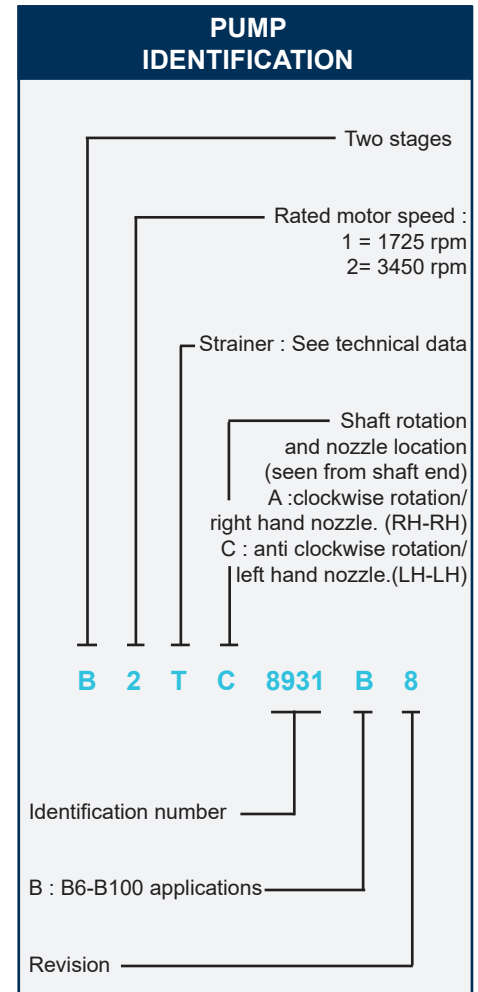 PUMP
IDENTIFICATION
Two stages
Rated motor speed :
1 = 1725 rpm
2= 3450 rpm
Strainer : See technical data
Shaft rotation
and nozzle location
(seen from shaft end)
A :clockwise rotation/
right hand nozzle. (RH-RH)
C : anti clockwise rotation/
left hand nozzle.(LH-LH)
B 2 T C 8931 B 8
Identification number
B : B6-B100 applications
Revision